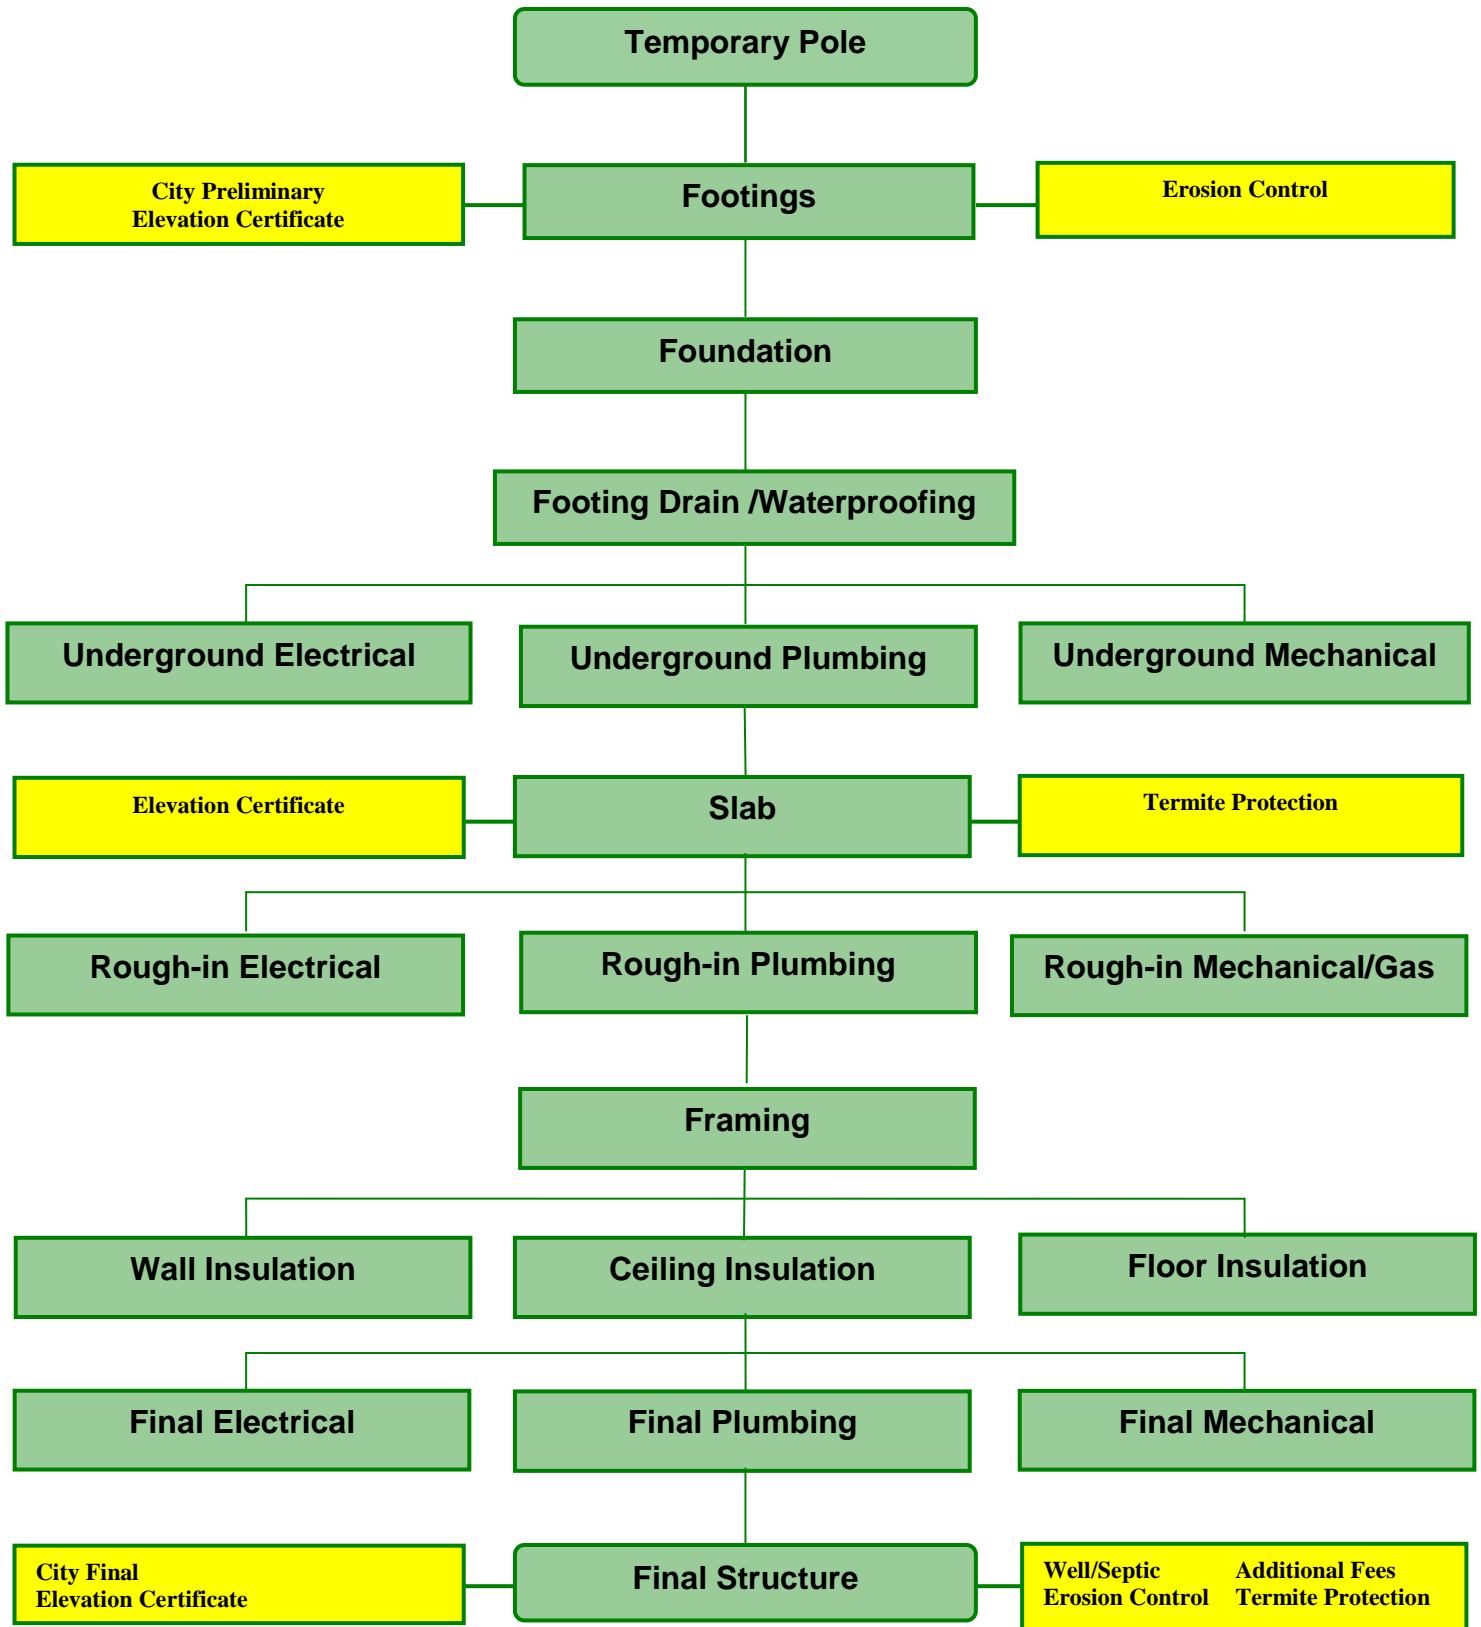 Temporary Pole
City Preliminary
Elevation Certificate
Footings
Erosion Control
Foundation
Footing Drain /Waterproofing
Underground Electrical
Underground Plumbing
Underground Mechanical
Elevation Certificate
Slab
Termite Protection
Rough-in Electrical
Rough-in Plumbing
Rough-in Mechanical/Gas
Framing
Wall Insulation
Ceiling Insulation
Floor Insulation
Final Electrical
Final Plumbing
Final Mechanical
City Final
Elevation Certificate
Final Structure
Well/Septic Additional Fees
Erosion Control Termite Protection